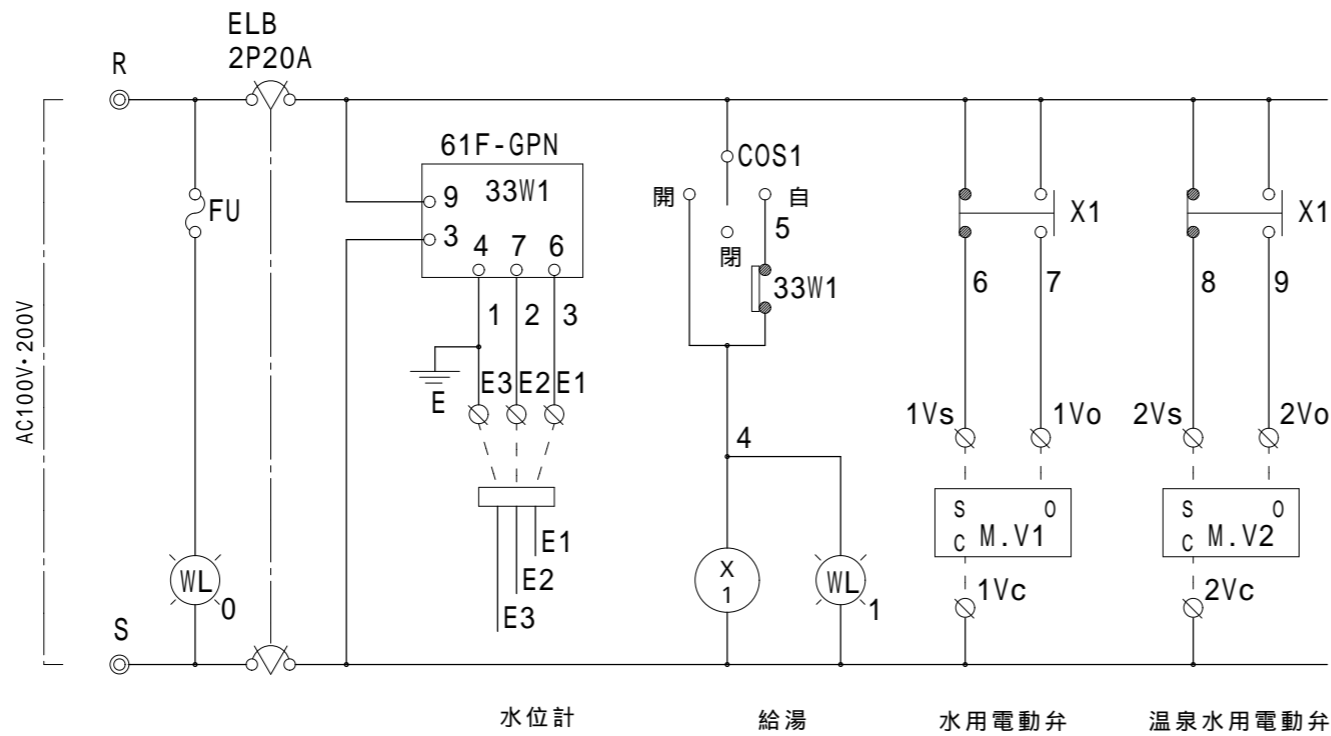 ELB
2P20A
R
61F-GPN
COS1
33W1
9
開
自
X1
X1
FU
3
5
4
7
6
閉
33W1
6
7
8
9
1
2
3
AC100V・200V
E
E3
E2
E1
1Vs
1Vo
2Vs
2Vo
4
S
O
S
O
C
M.V1
C
M.V2
E1
WL
0
E2
X
1
WL
1
1Vc
2Vc
E3
S
水位計
給湯
水用電動弁
温泉水用電動弁